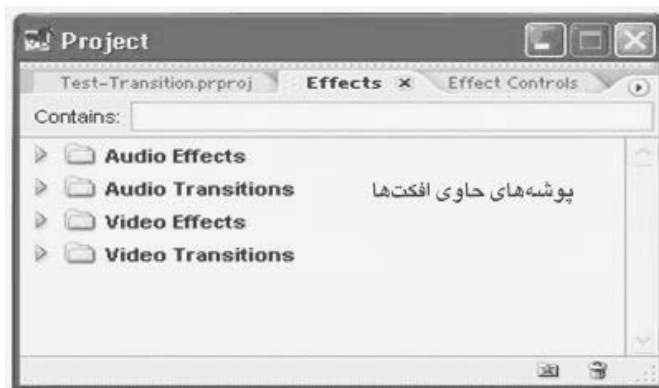 Project
Test-Transition.prproj Effects x Effect Controls
Contains:
Audio Effects
Audio Transitions
پوشه‌های حاوی افکت‌ها
Video Effects
Video Transitions